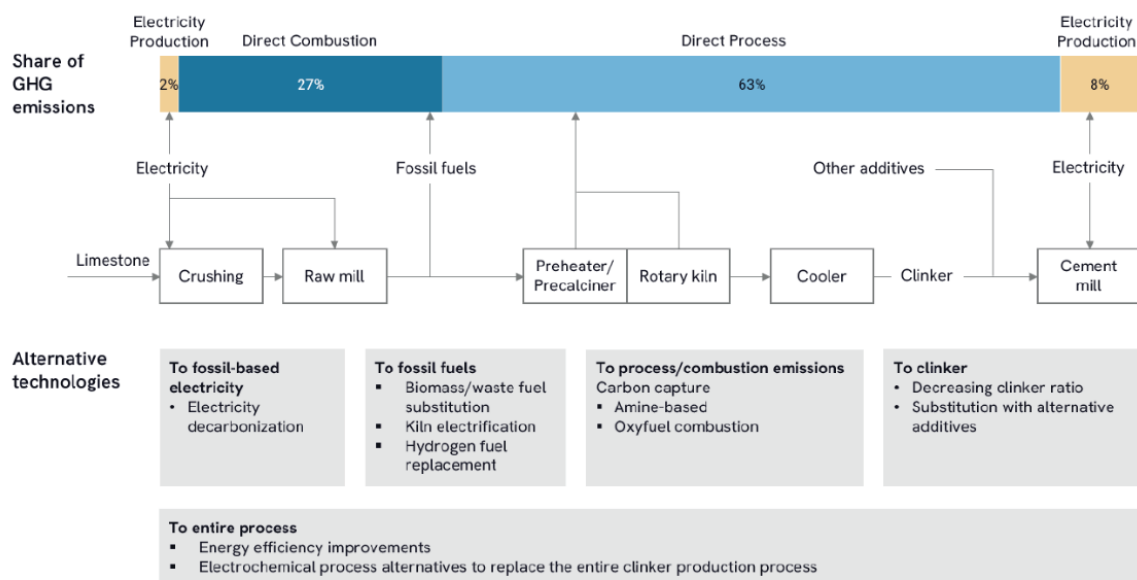 Electricity
Production
Direct Combustion
Direct Process
Electricity
Production
Share of
GHG
emissions
2%
27%
63%
8%
Electricity
Fossil fuels
Other additives
Electricity
Limestone
Crushing
Raw mill
Preheater/
Precalciner
Rotary kiln
Cooler
Clinker
Cement
mill
Alternative
technologies
To fossil-based
electricity
• Electricity
decarbonization
To fossil fuels
▪ Biomass/waste fuel
substitution
▪ Kiln electrification
▪ Hydrogen fuel
replacement
To process/combustion emissions
Carbon capture
▪ Amine-based
▪ Oxyfuel combustion
To clinker
• Decreasing clinker ratio
• Substitution with alternative
additives
To entire process
▪ Energy efficiency improvements
▪ Electrochemical process alternatives to replace the entire clinker production process